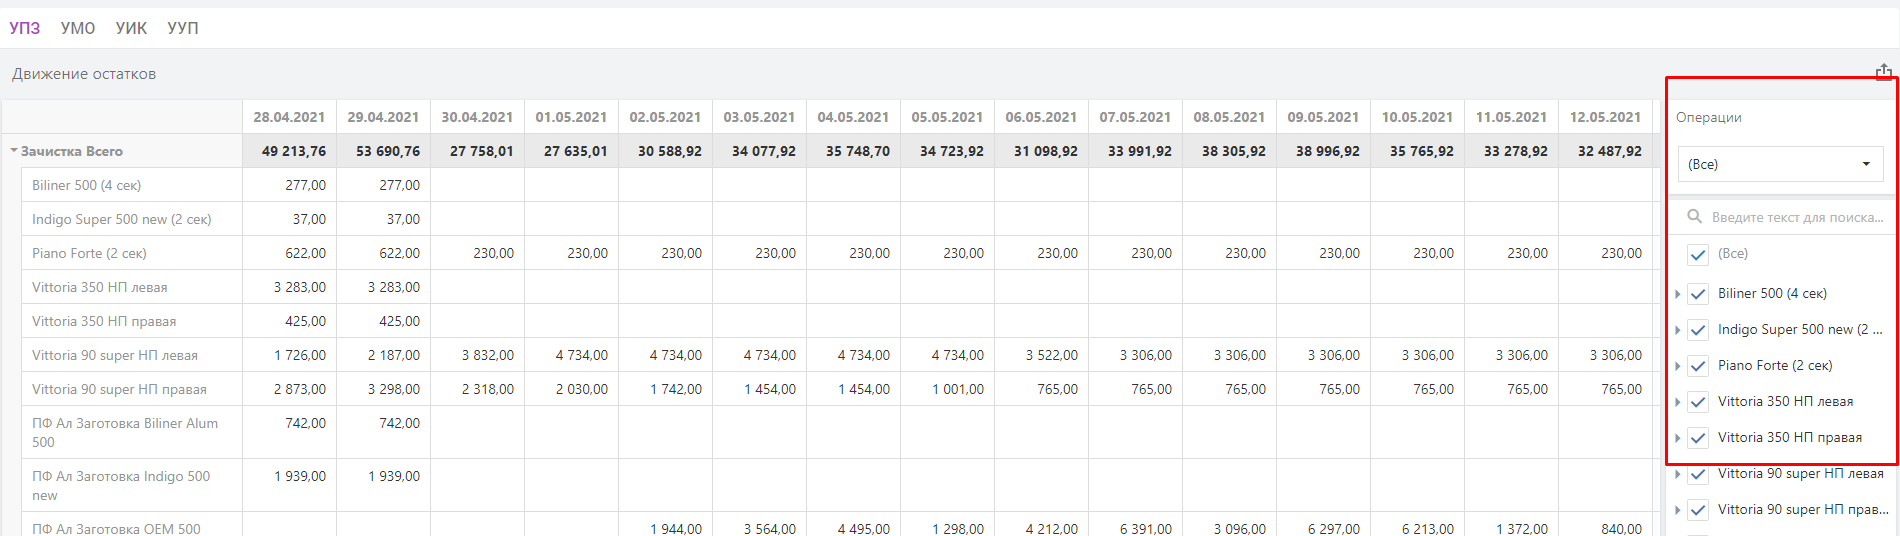 УПЗ УМО УИК УУП
Движение остатков
28.04.2021 29.04.2021 30.04.2021 01.05.2021 02.05.2021 03.05.2021 04.05.2021 05.05.2021 06.05.2021 07.05.2021 08.05.2021 09.05.2021 10.05.2021 11.05.2021 12.05.2021
Зачистка Всего 49 213,76 53 690,76 27 758,01 27 635,01 30 588,92 34 077,92 35 748,70 34 723,92 31 098,92 33 991,92 38 305,92 38 996,92 35 765,92 33 278,92 32 487,92
Biliner 500 (4 сек) 277,00 277,00
Indigo Super 500 new (2 сек) 37,00 37,00
Piano Forte (2 сек) 622,00 622,00 230,00 230,00 230,00 230,00 230,00 230,00 230,00 230,00 230,00 230,00 230,00 230,00 230,00
Vittoria 350 НП левая 3 283,00 3 283,00
Vittoria 350 НП правая 425,00 425,00
Vittoria 90 super НП левая 1 726,00 2 187,00 3 832,00 4 734,00 4 734,00 4 734,00 4 734,00 4 734,00 3 522,00 3 306,00 3 306,00 3 306,00 3 306,00 3 306,00 3 306,00
Vittoria 90 super НП правая 2 873,00 3 298,00 2 318,00 2 030,00 1 742,00 1 454,00 1 454,00 1 001,00 765,00 765,00 765,00 765,00 765,00 765,00 765,00
ПФ Ал Заготовка Biliner Alum 742,00 742,00
500
ПФ Ал Заготовка Indigo 500 1 939,00 1 939,00
new
ПФ Ал Заготовка OEM 500 1 944,00 3 564,00 4 495,00 1 298,00 4 212,00 6 391,00 3 096,00 6 297,00 6 213,00 1 372,00 840,00
Операции
(Все)
Введите текст для поиска...
(Все)
Biliner 500 (4 сек)
Indigo Super 500 new (2 ...
Piano Forte (2 сек)
Vittoria 350 НП левая
Vittoria 350 НП правая
Vittoria 90 super НП левая
Vittoria 90 super НП прав...